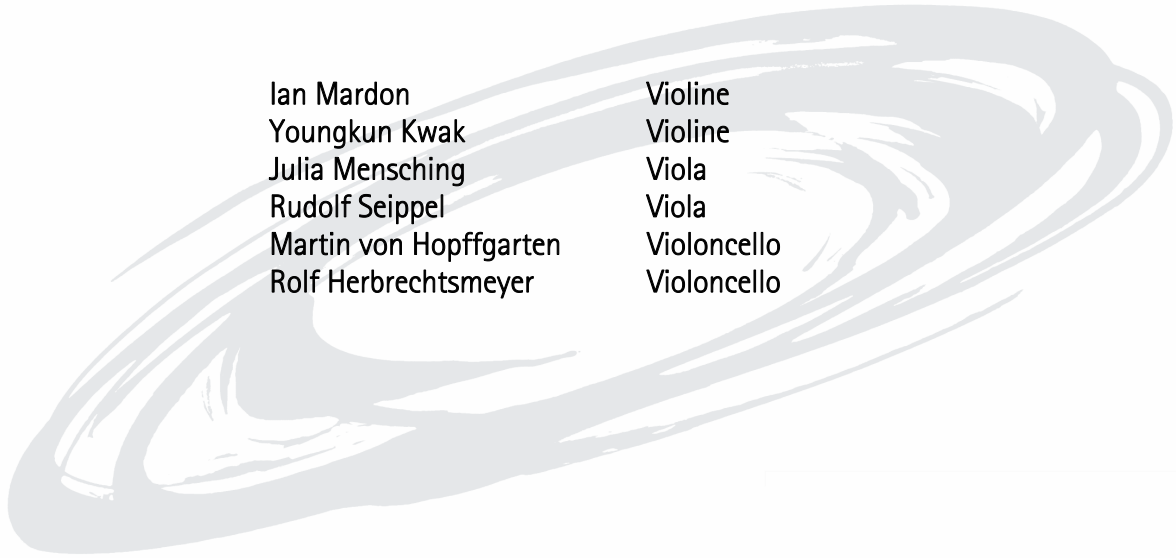 Ian Mardon Violine
Youngkun Kwak Violine
Julia Mensching Viola
Rudolf Seippel Viola
Martin von Hopffgarten Violoncello
Rolf Herbrechtsmeyer Violoncello